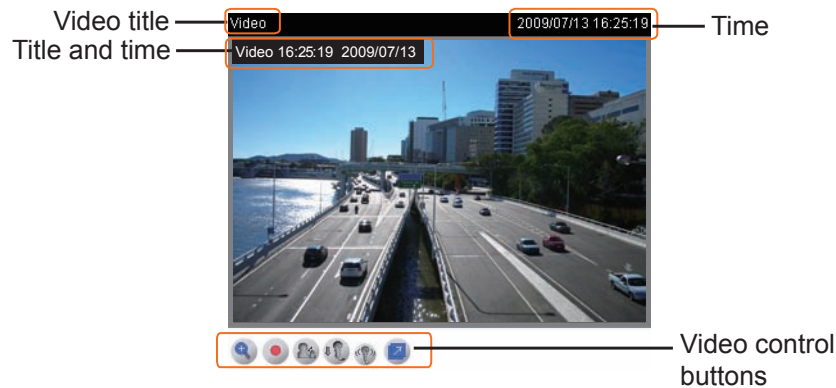 Video title
Video
2009/07/13 16:25:19
Time
Title and time
Video 16:25:19 2009/07/13
Video control
buttons